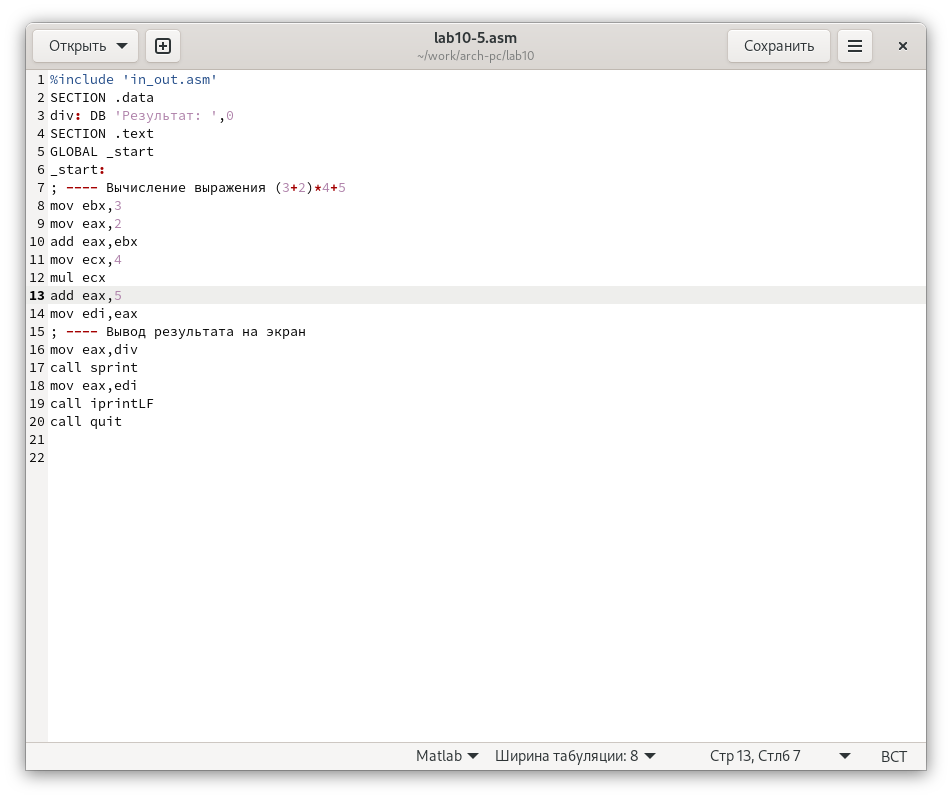 Открыть
lab10-5.asm
~/work/arch-pc/lab10
Сохранить
1 %include 'in_out.asm'
2 SECTION .data
3 div: DB 'Результат: ',0
4 SECTION .text
5 GLOBAL _start
6 _start:
7 ; ---- Вычисление выражения (3+2)*4+5
8 mov ebx,3
9 mov eax,2
10 add eax,ebx
11 mov ecx,4
12 mul ecx
13 add eax,5
14 mov edi,eax
15 ; ---- Вывод результата на экран
16 mov eax,div
17 call sprint
18 mov eax,edi
19 call iprintLF
20 call quit
21
22
Matlab Ширина табуляции: 8 Стр 13, Стлб 7 ВСТ